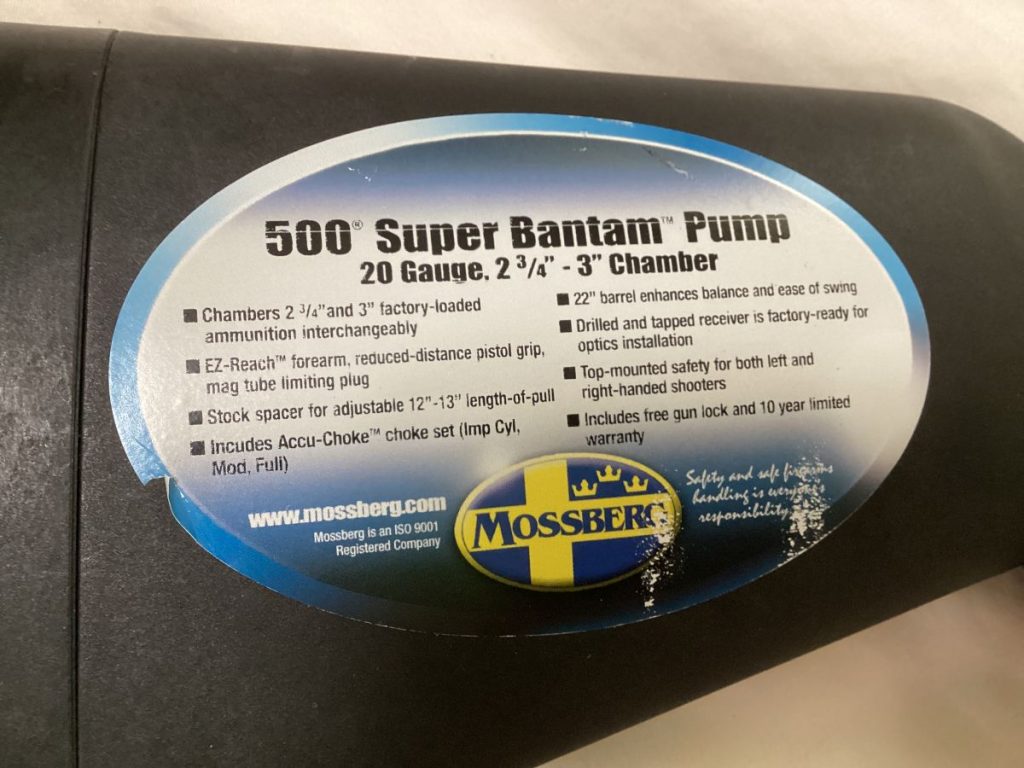 500® Super Bantam™ Pump
20 Gauge, 2 3/4" - 3" Chamber
■ Chambers 2 3/4"and 3" factory-loaded
ammunition interchangeably
■ EZ-Reach™ forearm, reduced-distance pistol grip,
mag tube limiting plug
■ Stock spacer for adjustable 12"-13" length-of-pull
■ Incudes Accu-Choke™ choke set (Imp Cyl,
Mod, Full)
■ 22" barrel enhances balance and ease of swing
■ Drilled and tapped receiver is factory-ready for
optics installation
■ Top-mounted safety for both left and
right-handed shooters
■ Includes free gun lock and 10 year limited
warranty
www.mossberg.com
Mossberg is an ISO 9001
Registered Company
MOSSBERG
Safety and safe firearms
handling is everyone's
responsibility.